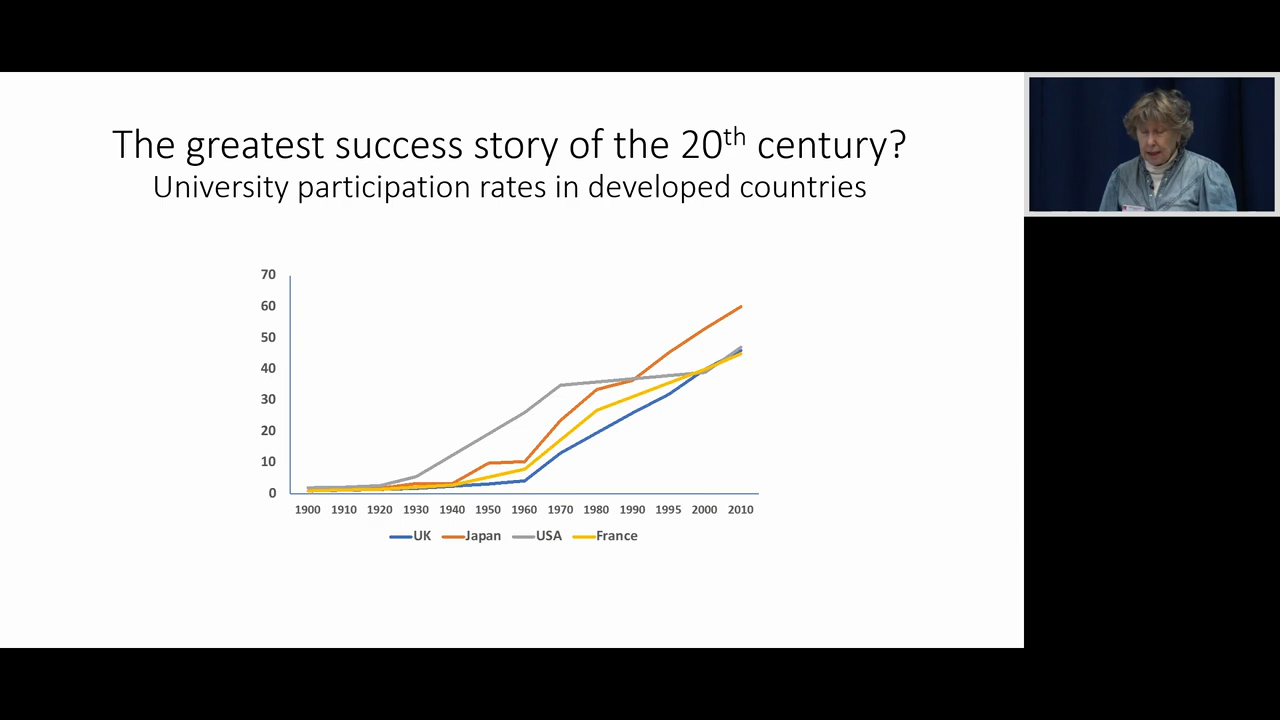 The greatest success story of the 20th century?
University participation rates in developed countries
70
60
50
40
30
20
10
0
1900 1910 1920 1930 1940 1950 1960 1970 1980 1990 1995 2000 2010
UK Japan USA France